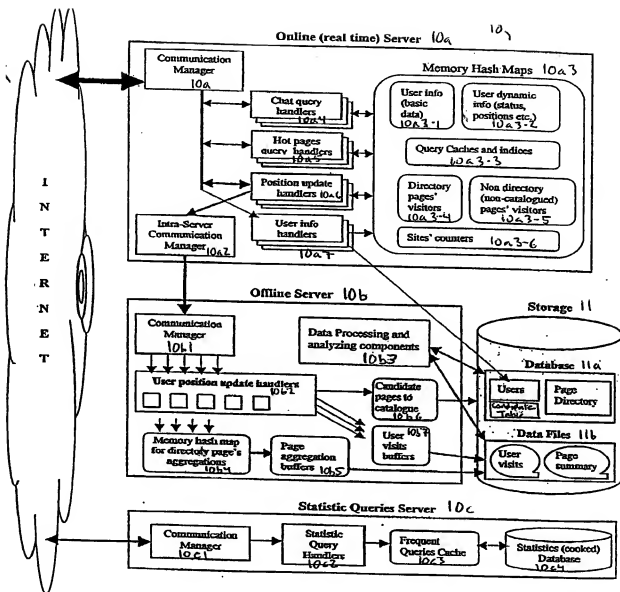 Online (real time) Server 10a
10
Communication
Manager
10a
Memory Hash Maps 10a3
User info
(basic
data)
10a3-1
User dynamic
info (status,
positions etc.)
10a3-2
Chat query
handlers
10a4
Hot pages
query handlers
10a5
Query Caches and indices
10a3-3
Position update
handlers 10a6
Directory
pages'
visitors
10a3-4
Non directory
(non-catalogued)
pages' visitors
10a3-5
Intra-Server
Communication
Manager
10a2
User info
handlers
10a7
Sites' counters 10a3-6
INTERNET
Offline Server 10b
Storage 11
Communication
Manager
10b1
Data Processing and
analyzing components
10b3
Database 11a
Users
Page
Directory
Candidate
Table
User position update handlers
10b2
Candidate
pages to
catalogue
10b6
Data Files 11b
User
visits
Page
summary
Memory hash map
for directory page's
aggregations
10b4
Page
aggregation
buffers 10b5
User
visits
buffers
10b7
Statistic Queries Server 10c
Communication
Manager
10c1
Statistic
Query
Handlers
10c2
Frequent
Queries Cache
10c3
Statistics (cooked)
Database
10c4